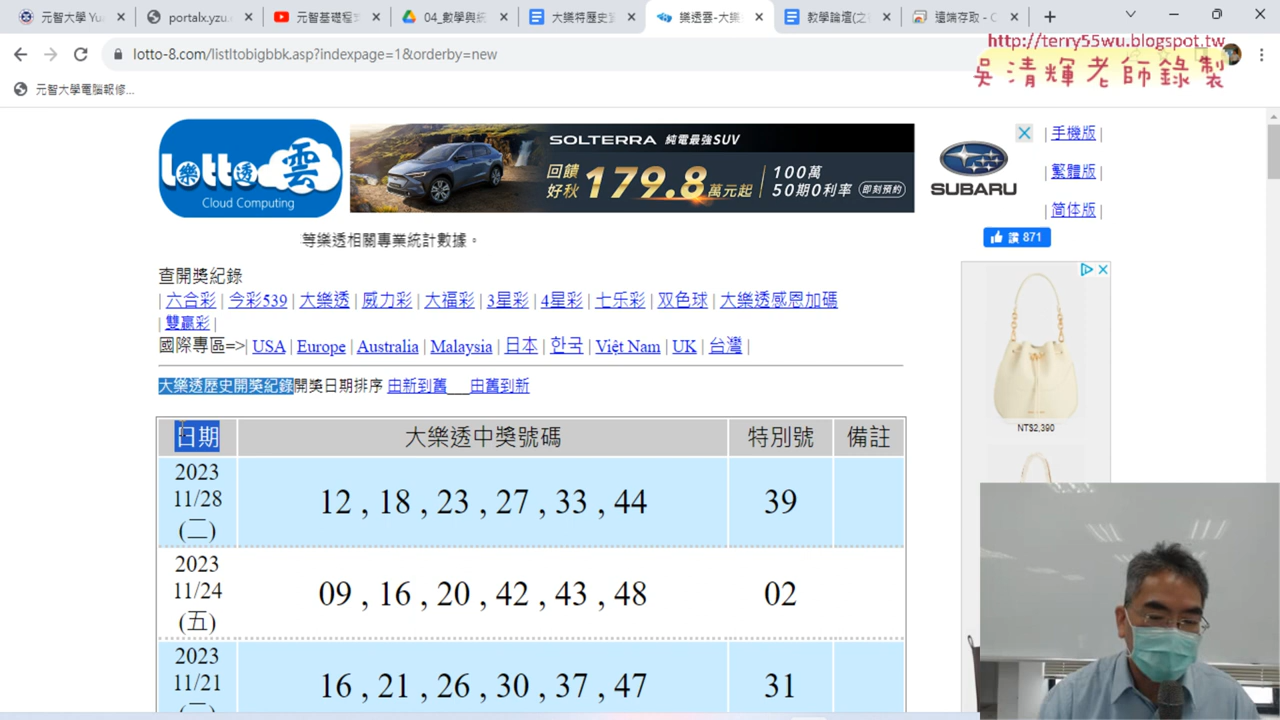 元智大學 Yu
portalx.yzu.
元智基礎程
04_數學與統
大樂將歷史
樂透雲-大樂
教學論壇(之
遠端存取 - C
lotto-8.com/listltobigbbk.asp?indexpage=1&orderby=new
http://terry55wu.blogspot.tw
吳清輝老師錄製
元智大學電腦報修...
樂透雲
lotto
Cloud Computing
SOLTERRA 純電最強SUV
回饋好秋 179.8萬元起
100萬
50期0利率 即刻預約
SUBARU
| 手機版 |
| 繁體版 |
| 简体版 |
讚 871
等樂透相關專業統計數據。
查開獎紀錄
| 六合彩 | 今彩539 | 大樂透 | 威力彩 | 大福彩 | 3星彩 | 4星彩 | 七乐彩 | 双色球 | 大樂透感恩加碼
| 雙贏彩 |
國際專區=>| USA | Europe | Australia | Malaysia | 日本 | 한국 | Việt Nam | UK | 台灣 |
大樂透歷史開獎紀錄開獎日期排序 由新到舊 由舊到新
日期 大樂透中獎號碼 特別號 備註
2023
11/28
(二)
12 , 18 , 23 , 27 , 33 , 44 39
2023
11/24
(五)
09 , 16 , 20 , 42 , 43 , 48 02
2023
11/21
16 , 21 , 26 , 30 , 37 , 47 31
NT$2,390